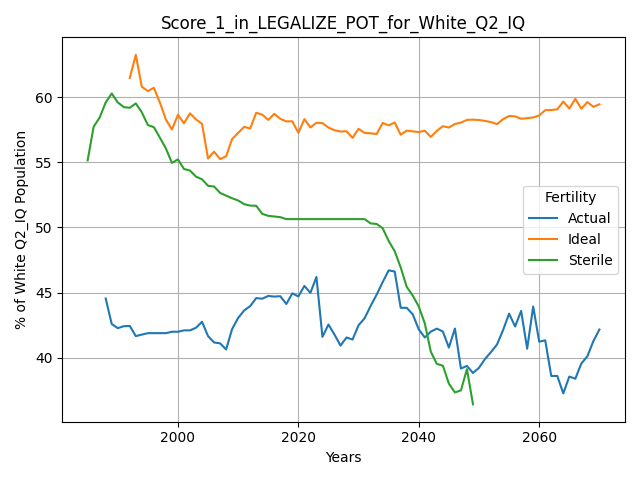 Score_1_in_LEGALIZE_POT_for_White_Q2_IQ
% of White Q2_IQ Population
60
55
50
45
40
Fertility
Actual
Ideal
Sterile
2000 2020 2040 2060
Years